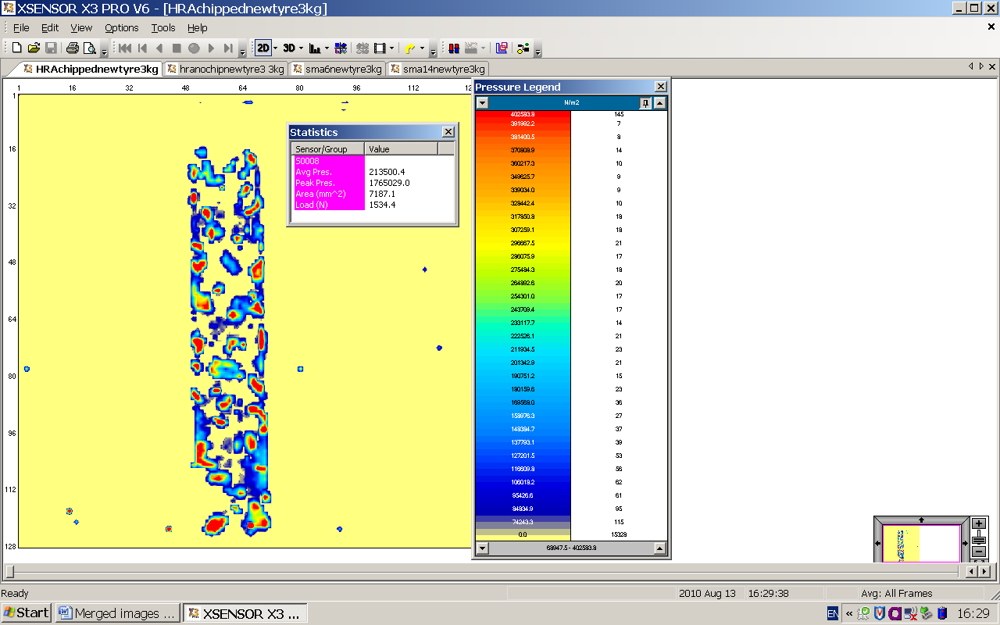 XSENSOR X3 PRO V6 - [HRAchippednewtyre3kg]
File Edit View Options Tools Help
2D 3D
HRAchippednewtyre3kg hranochipnewtyre3 3kg sma6newtyre3kg sma14newtyre3kg
1 16 32 48 64 80 96 112
1
16
32
48
64
80
96
112
128
Statistics
Sensor/Group Value
S0008
Avg Pres. 213500.4
Peak Pres. 1765029.0
Area (mm^2) 7187.1
Load (N) 1534.4
Pressure Legend
N/m2
402583.8 145
391992.2 7
381400.5 8
370808.9 14
360217.3 10
349625.7 9
339034.0 9
328442.4 10
317850.8 18
307259.1 18
296667.5 21
286075.9 17
275484.3 18
264892.6 20
254301.0 17
243709.4 17
233117.7 14
222526.1 21
211934.5 23
201342.9 21
190751.2 15
180159.6 23
169568.0 36
158976.3 27
148384.7 37
137793.1 39
127201.5 53
116609.8 56
106018.2 62
95426.6 61
84834.9 95
74243.3 115
0.0 15328
68947.5 - 402583.8
Ready 2010 Aug 13 16:29:38 Avg: All Frames
Start Merged images ... XSENSOR X3 ... EN « 16:29